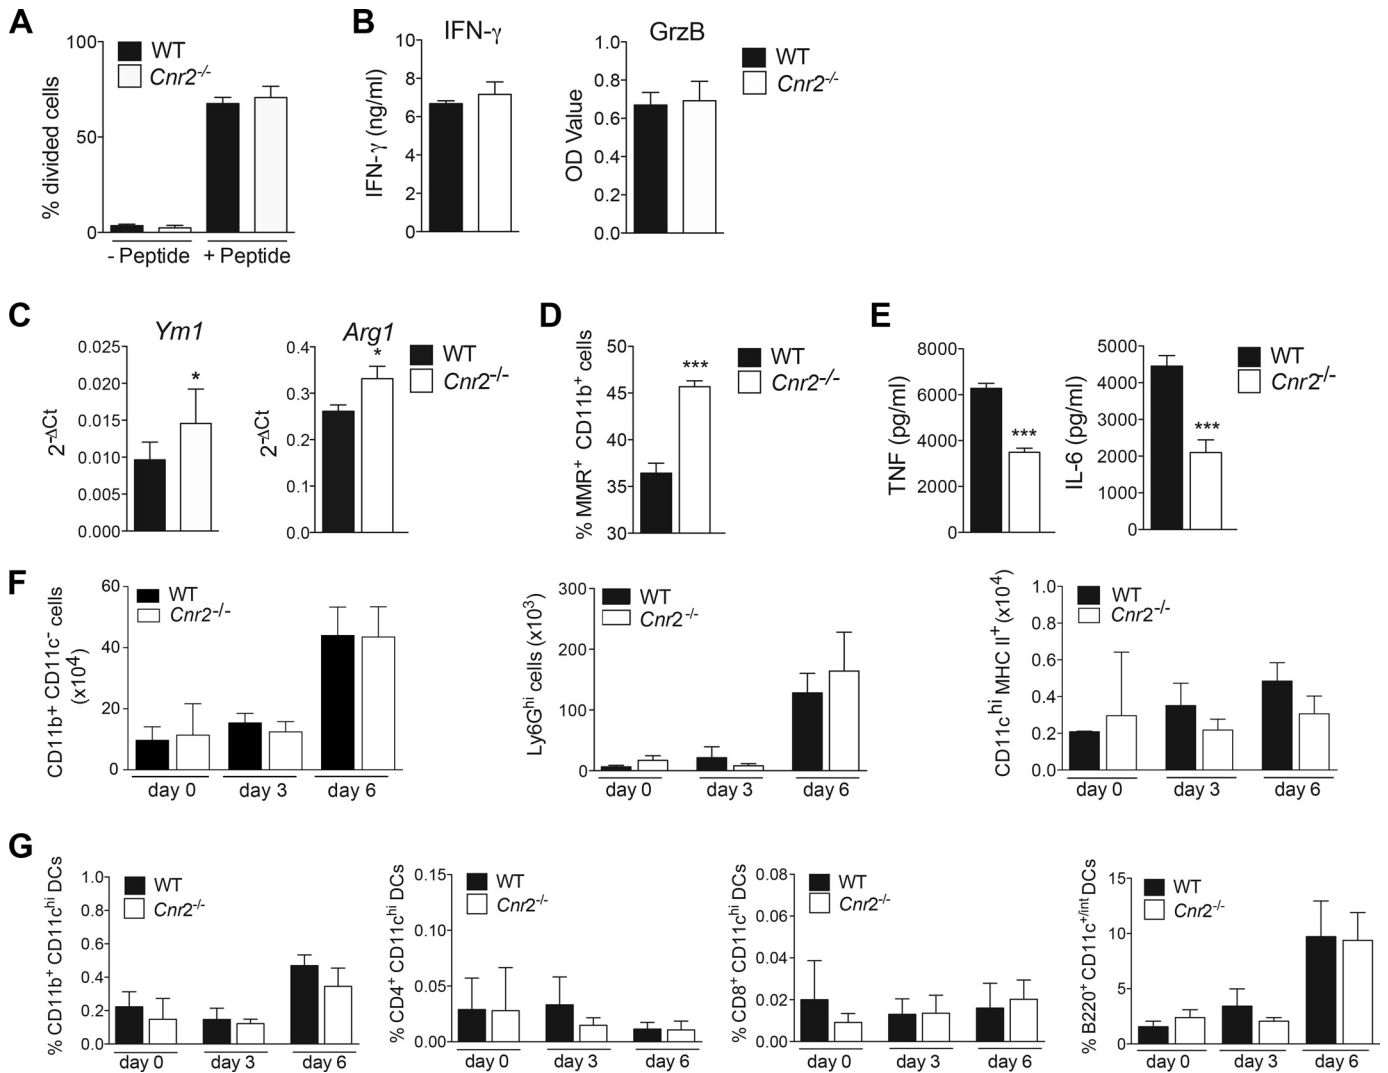 A
% divided cells
100
50
0
WT
Cnr2-/-
- Peptide
+ Peptide
B
IFN-γ
IFN-γ (ng/ml)
10
8
6
4
2
0
GrzB
OD Value
1.0
0.8
0.6
0.4
0.2
0.0
WT
Cnr2-/-
C
Ym1
2-ΔCt
0.025
0.020
0.015
0.010
0.005
0.000
*
Arg1
2-ΔCt
0.4
0.3
0.2
0.1
0.0
*
WT
Cnr2-/-
D
% MMR+ CD11b+ cells
50
45
40
35
30
***
WT
Cnr2-/-
E
TNF (pg/ml)
8000
6000
4000
2000
0
***
IL-6 (pg/ml)
5000
4000
3000
2000
1000
0
***
WT
Cnr2-/-
F
CD11b+ CD11c- cells
(x104)
60
40
20
0
WT
Cnr2-/-
day 0
day 3
day 6
Ly6Ghi cells (x103)
300
200
100
0
WT
Cnr2-/-
day 0
day 3
day 6
CD11chi MHC II+ (x104)
1.0
0.8
0.6
0.4
0.2
0.0
WT
Cnr2-/-
day 0
day 3
day 6
G
% CD11b+ CD11chi DCs
1.0
0.8
0.6
0.4
0.2
0.0
WT
Cnr2-/-
day 0
day 3
day 6
% CD4+ CD11chi DCs
0.15
0.10
0.05
0.00
WT
Cnr2-/-
day 0
day 3
day 6
% CD8+ CD11chi DCs
0.08
0.06
0.04
0.02
0.00
WT
Cnr2-/-
day 0
day 3
day 6
% B220+ CD11c+/int DCs
15
10
5
0
WT
Cnr2-/-
day 0
day 3
day 6